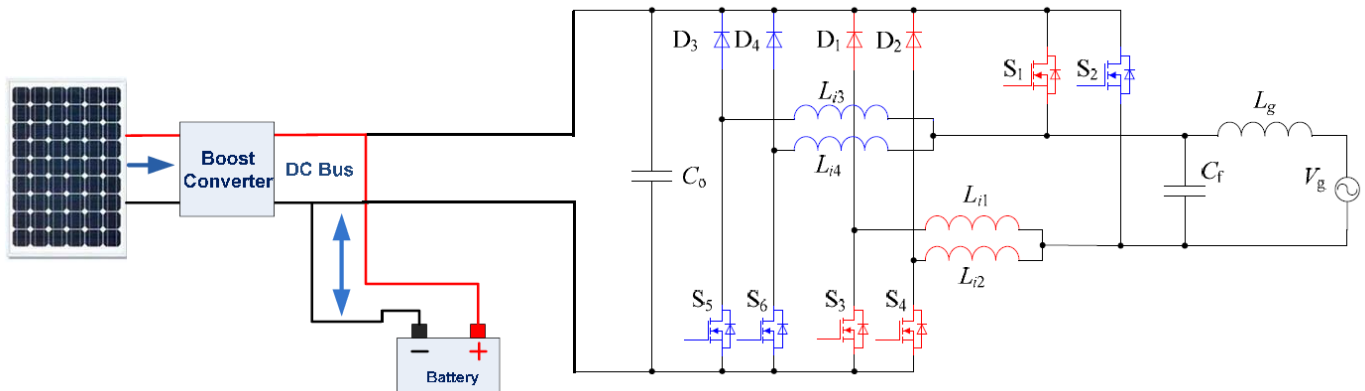 D3 D4 D1 D2
S1 S2
Li3
Lg
Boost
Converter
DC Bus
Li4
Co
Cf
Vg
Li1
Li2
S5 S6 S3 S4
− +
Battery